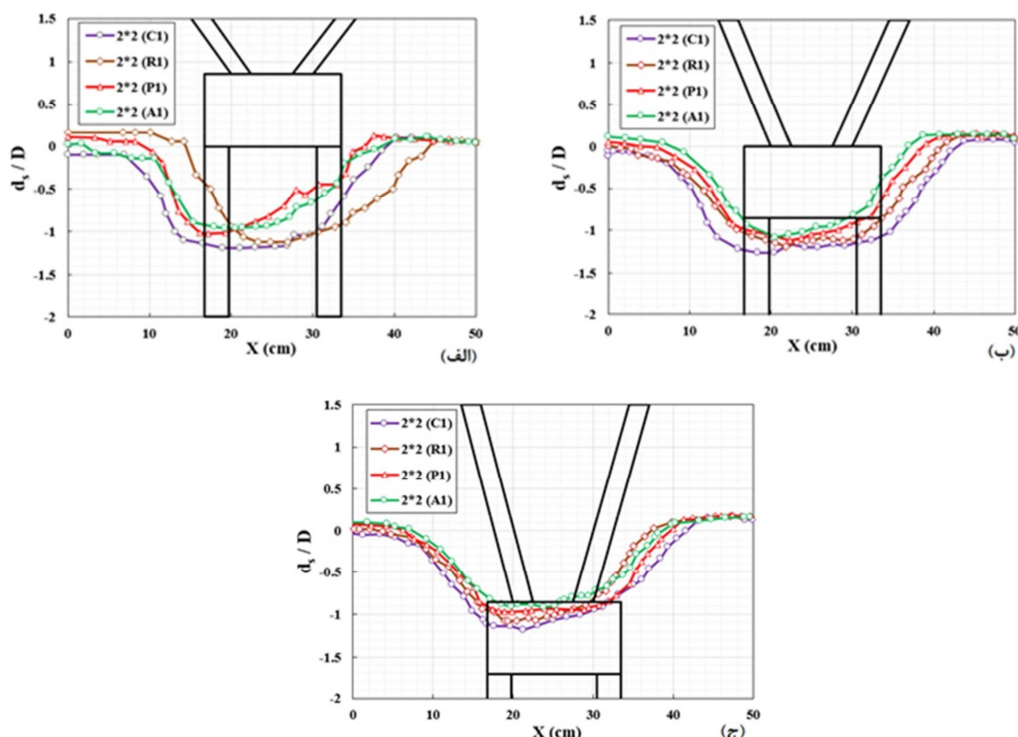 1.5
1
0.5
0
-0.5
-1
-1.5
-2
d_s / D
2*2 (C1)
2*2 (R1)
2*2 (P1)
2*2 (A1)
0 10 20 30 40 50
X (cm)
(الف)
1.5
1
0.5
0
-0.5
-1
-1.5
-2
d_s / D
2*2 (C1)
2*2 (R1)
2*2 (P1)
2*2 (A1)
0 10 20 30 40 50
X (cm)
(ب)
1.5
1
0.5
0
-0.5
-1
-1.5
-2
d_s / D
2*2 (C1)
2*2 (R1)
2*2 (P1)
2*2 (A1)
0 10 20 30 40 50
X (cm)
(ج)